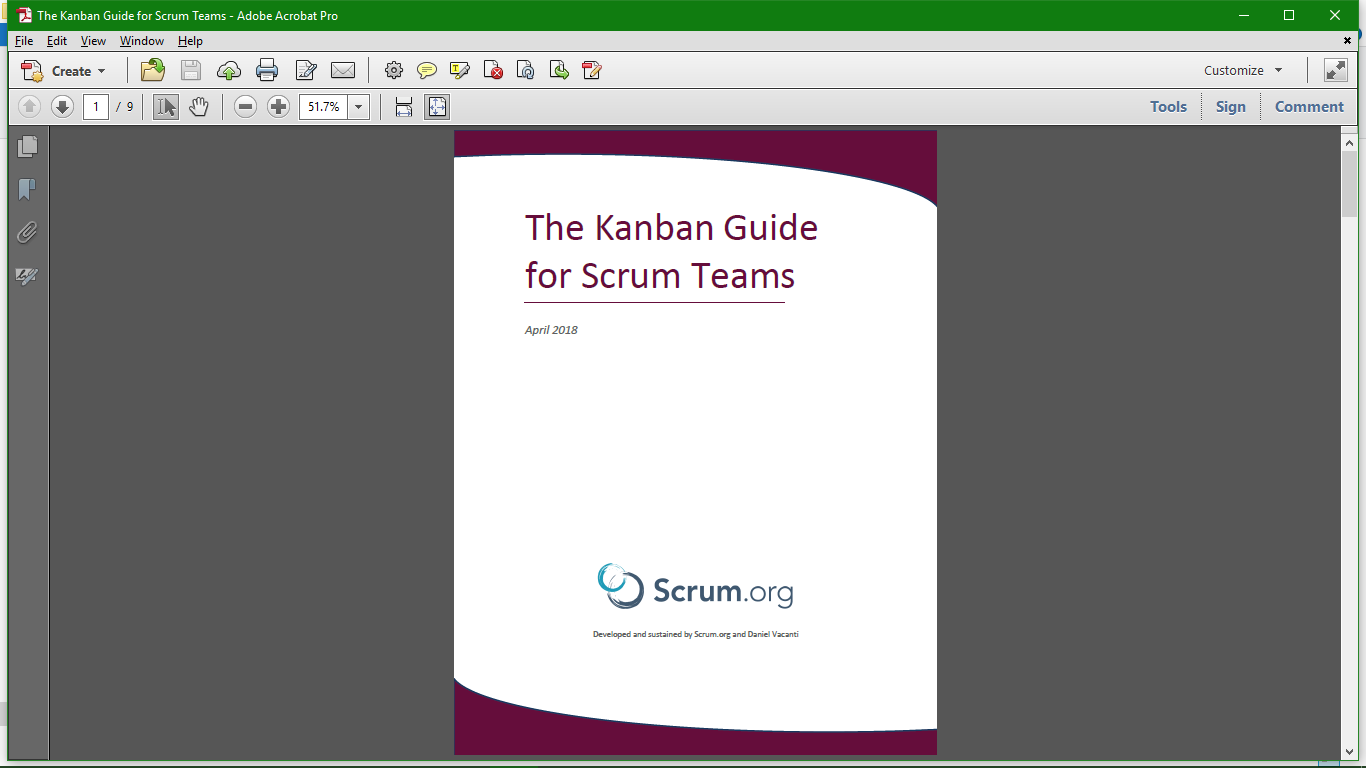 The Kanban Guide for Scrum Teams - Adobe Acrobat Pro
File Edit View Window Help
Create
Customize
1 / 9
51.7%
Tools Sign Comment
The Kanban Guide
for Scrum Teams
April 2018
Scrum.org
Developed and sustained by Scrum.org and Daniel Vacanti